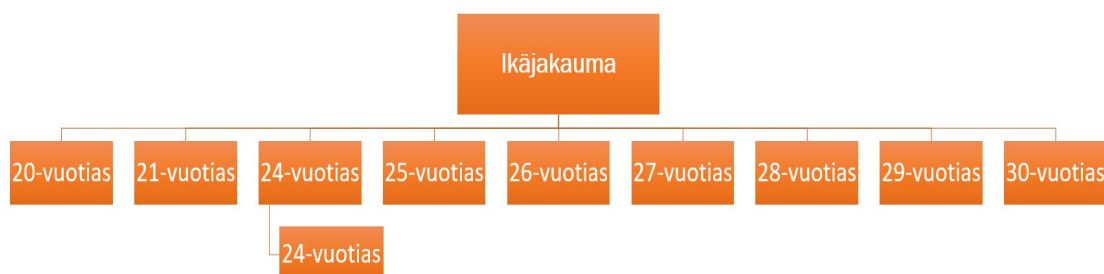 Ikäjakauma
20-vuotias
21-vuotias
24-vuotias
25-vuotias
26-vuotias
27-vuotias
28-vuotias
29-vuotias
30-vuotias
24-vuotias